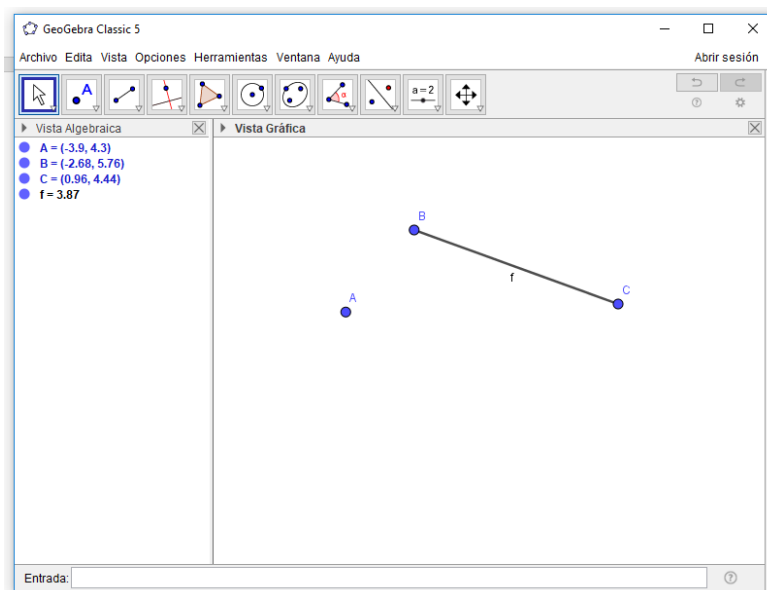 GeoGebra Classic 5
Archivo Edita Vista Opciones Herramientas Ventana Ayuda
Abrir sesión
A
α
a = 2
Vista Algebraica
Vista Gráfica
A = (-3.9, 4.3)
B = (-2.68, 5.76)
C = (0.96, 4.44)
f = 3.87
B
f
C
A
Entrada: